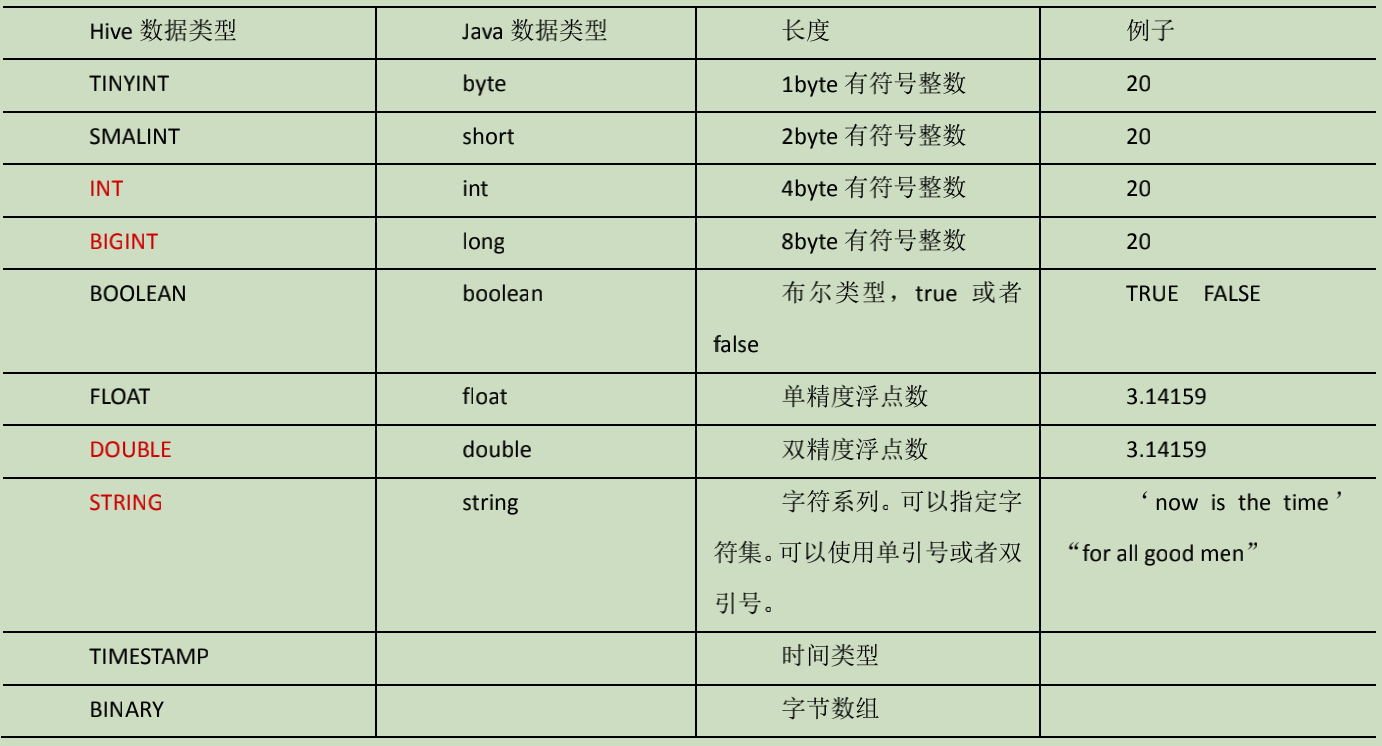 Hive 数据类型 Java 数据类型 长度 例子
TINYINT byte 1byte 有符号整数 20
SMALINT short 2byte 有符号整数 20
INT int 4byte 有符号整数 20
BIGINT long 8byte 有符号整数 20
BOOLEAN boolean 布尔类型，true 或者 TRUE FALSE
false
FLOAT float 单精度浮点数 3.14159
DOUBLE double 双精度浮点数 3.14159
STRING string 字符系列。可以指定字 ‘now is the time’
符集。可以使用单引号或者双 “for all good men”
引号。
TIMESTAMP 时间类型
BINARY 字节数组